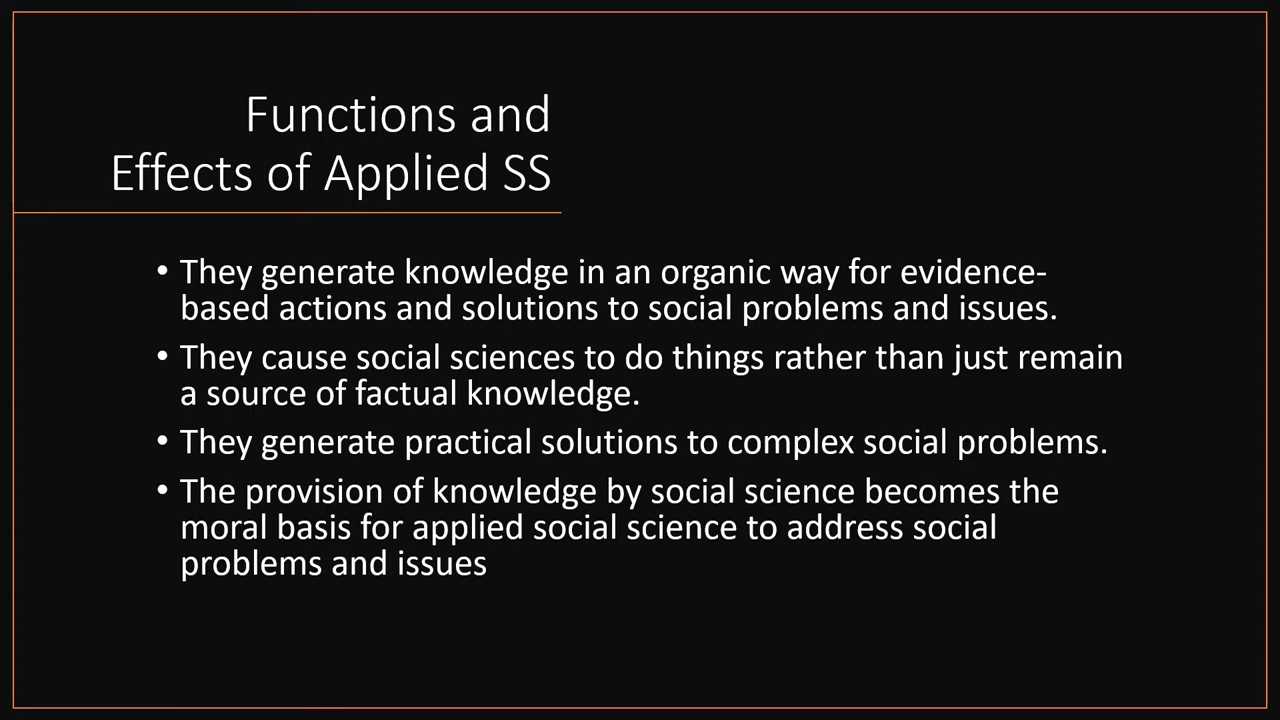 Functions and
Effects of Applied SS
• They generate knowledge in an organic way for evidence-
based actions and solutions to social problems and issues.
• They cause social sciences to do things rather than just remain
a source of factual knowledge.
• They generate practical solutions to complex social problems.
• The provision of knowledge by social science becomes the
moral basis for applied social science to address social
problems and issues